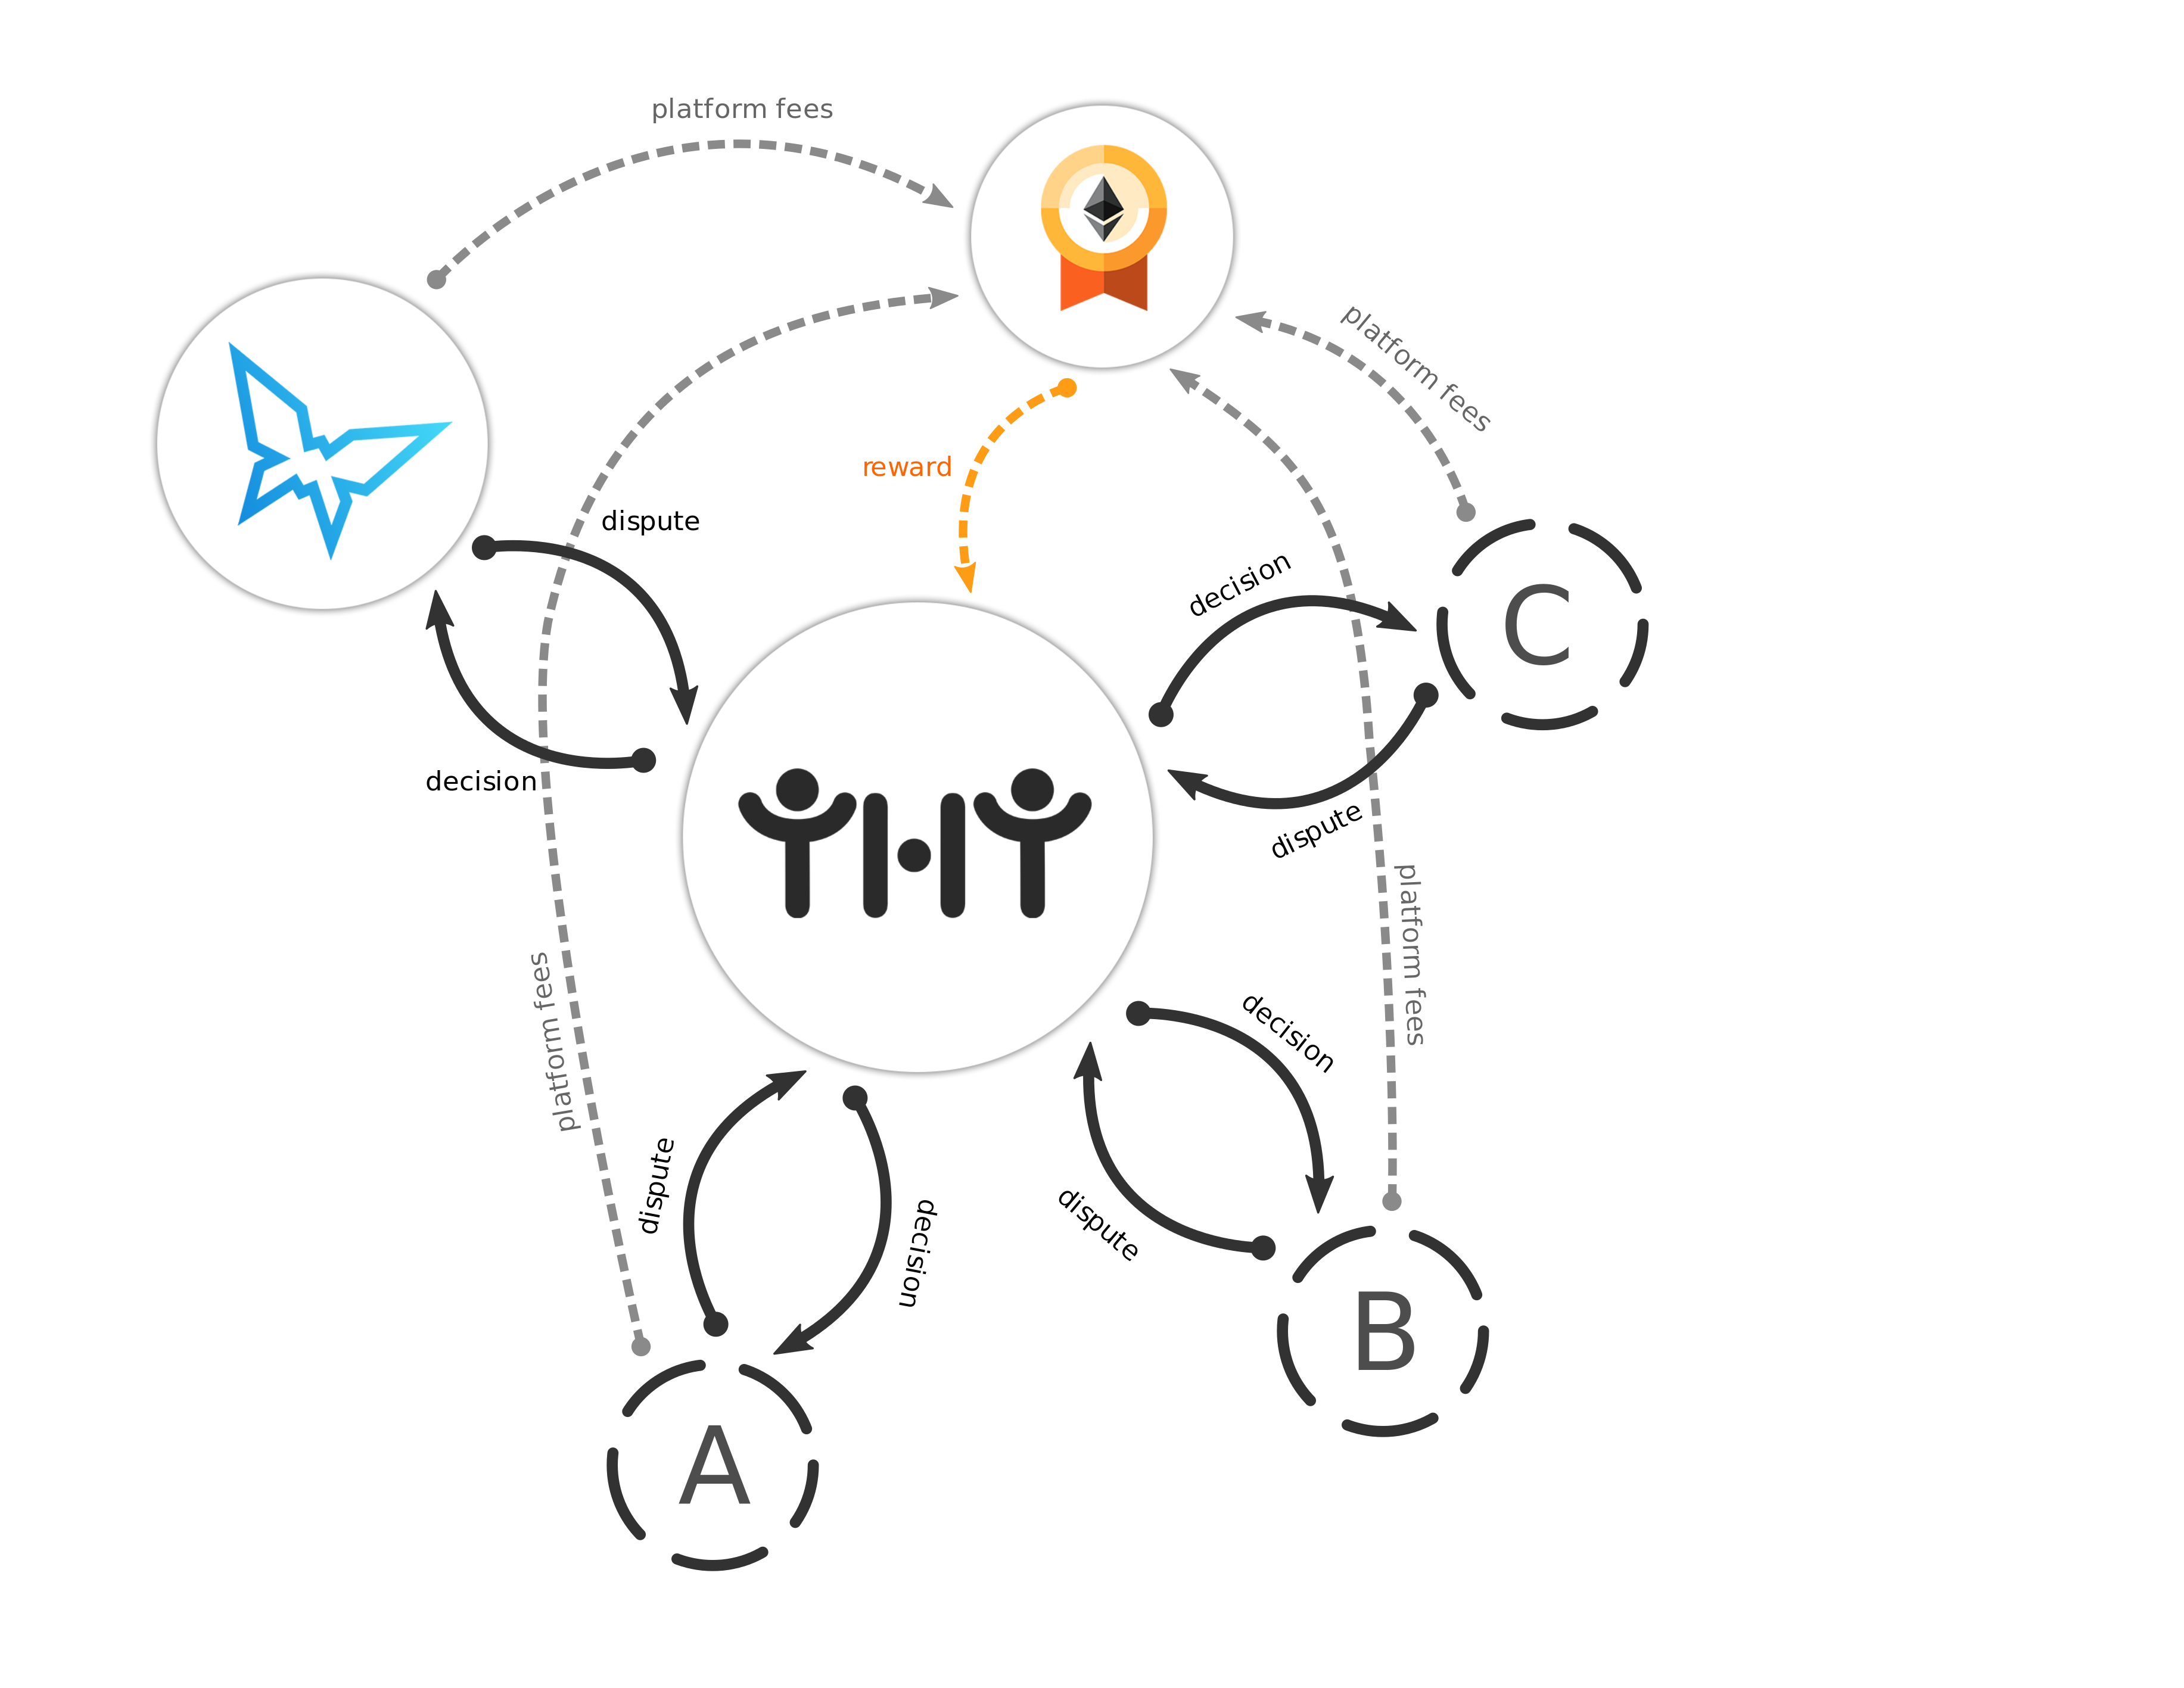 platform fees
platform fees
reward
dispute
decision
C
decision
dispute
platform fees
platform fees
decision
dispute
dispute
decision
B
A